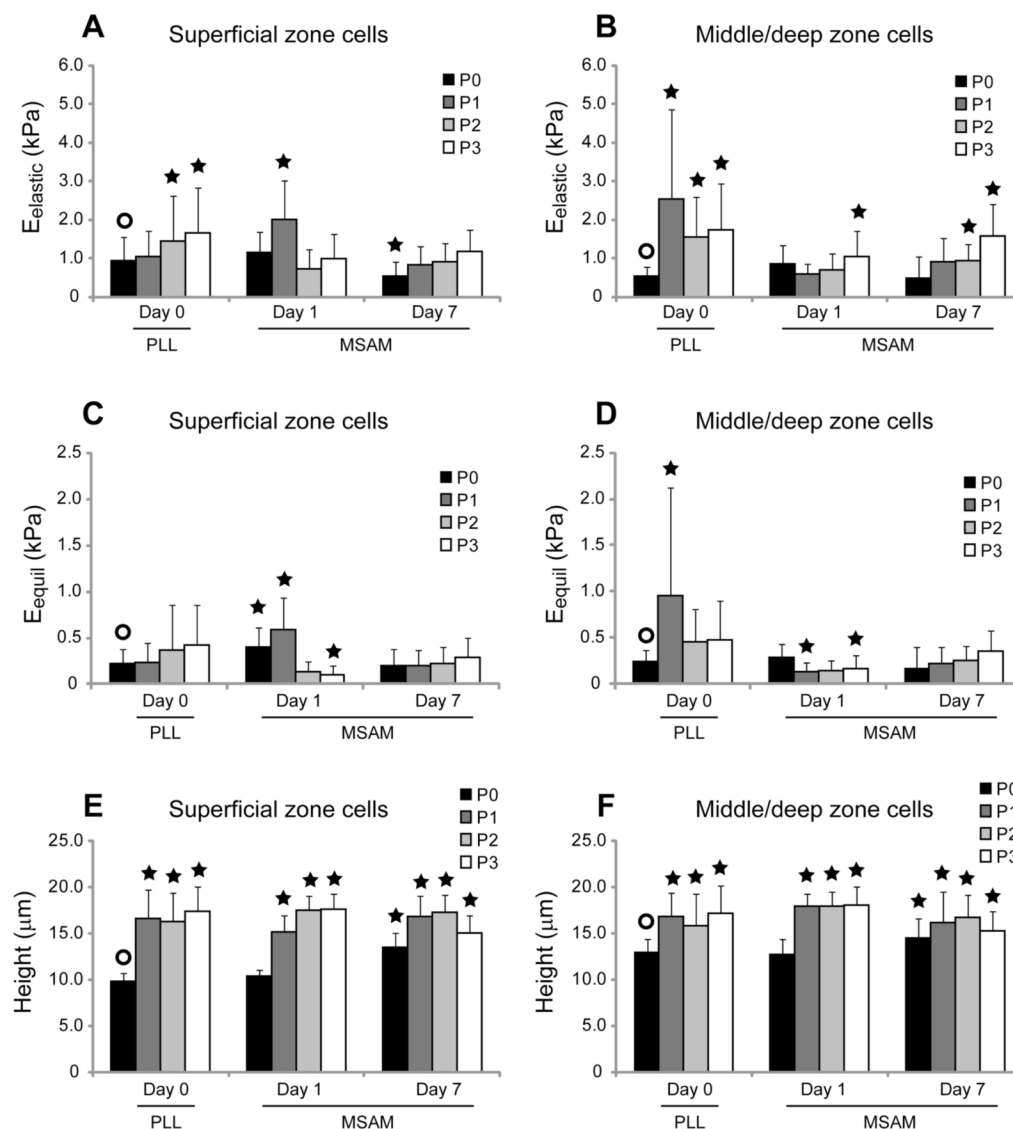 A
Superficial zone cells
E_elastic (kPa)
6.0
5.0
4.0
3.0
2.0
1.0
0
P0
P1
P2
P3
Day 0
Day 1
Day 7
PLL
MSAM
B
Middle/deep zone cells
E_elastic (kPa)
6.0
5.0
4.0
3.0
2.0
1.0
0
P0
P1
P2
P3
Day 0
Day 1
Day 7
PLL
MSAM
C
Superficial zone cells
E_equil (kPa)
2.5
2.0
1.5
1.0
0.5
0
P0
P1
P2
P3
Day 0
Day 1
Day 7
PLL
MSAM
D
Middle/deep zone cells
E_equil (kPa)
2.5
2.0
1.5
1.0
0.5
0
P0
P1
P2
P3
Day 0
Day 1
Day 7
PLL
MSAM
E
Superficial zone cells
Height (μm)
25.0
20.0
15.0
10.0
5.0
0
P0
P1
P2
P3
Day 0
Day 1
Day 7
PLL
MSAM
F
Middle/deep zone cells
Height (μm)
25.0
20.0
15.0
10.0
5.0
0
P0
P1
P2
P3
Day 0
Day 1
Day 7
PLL
MSAM